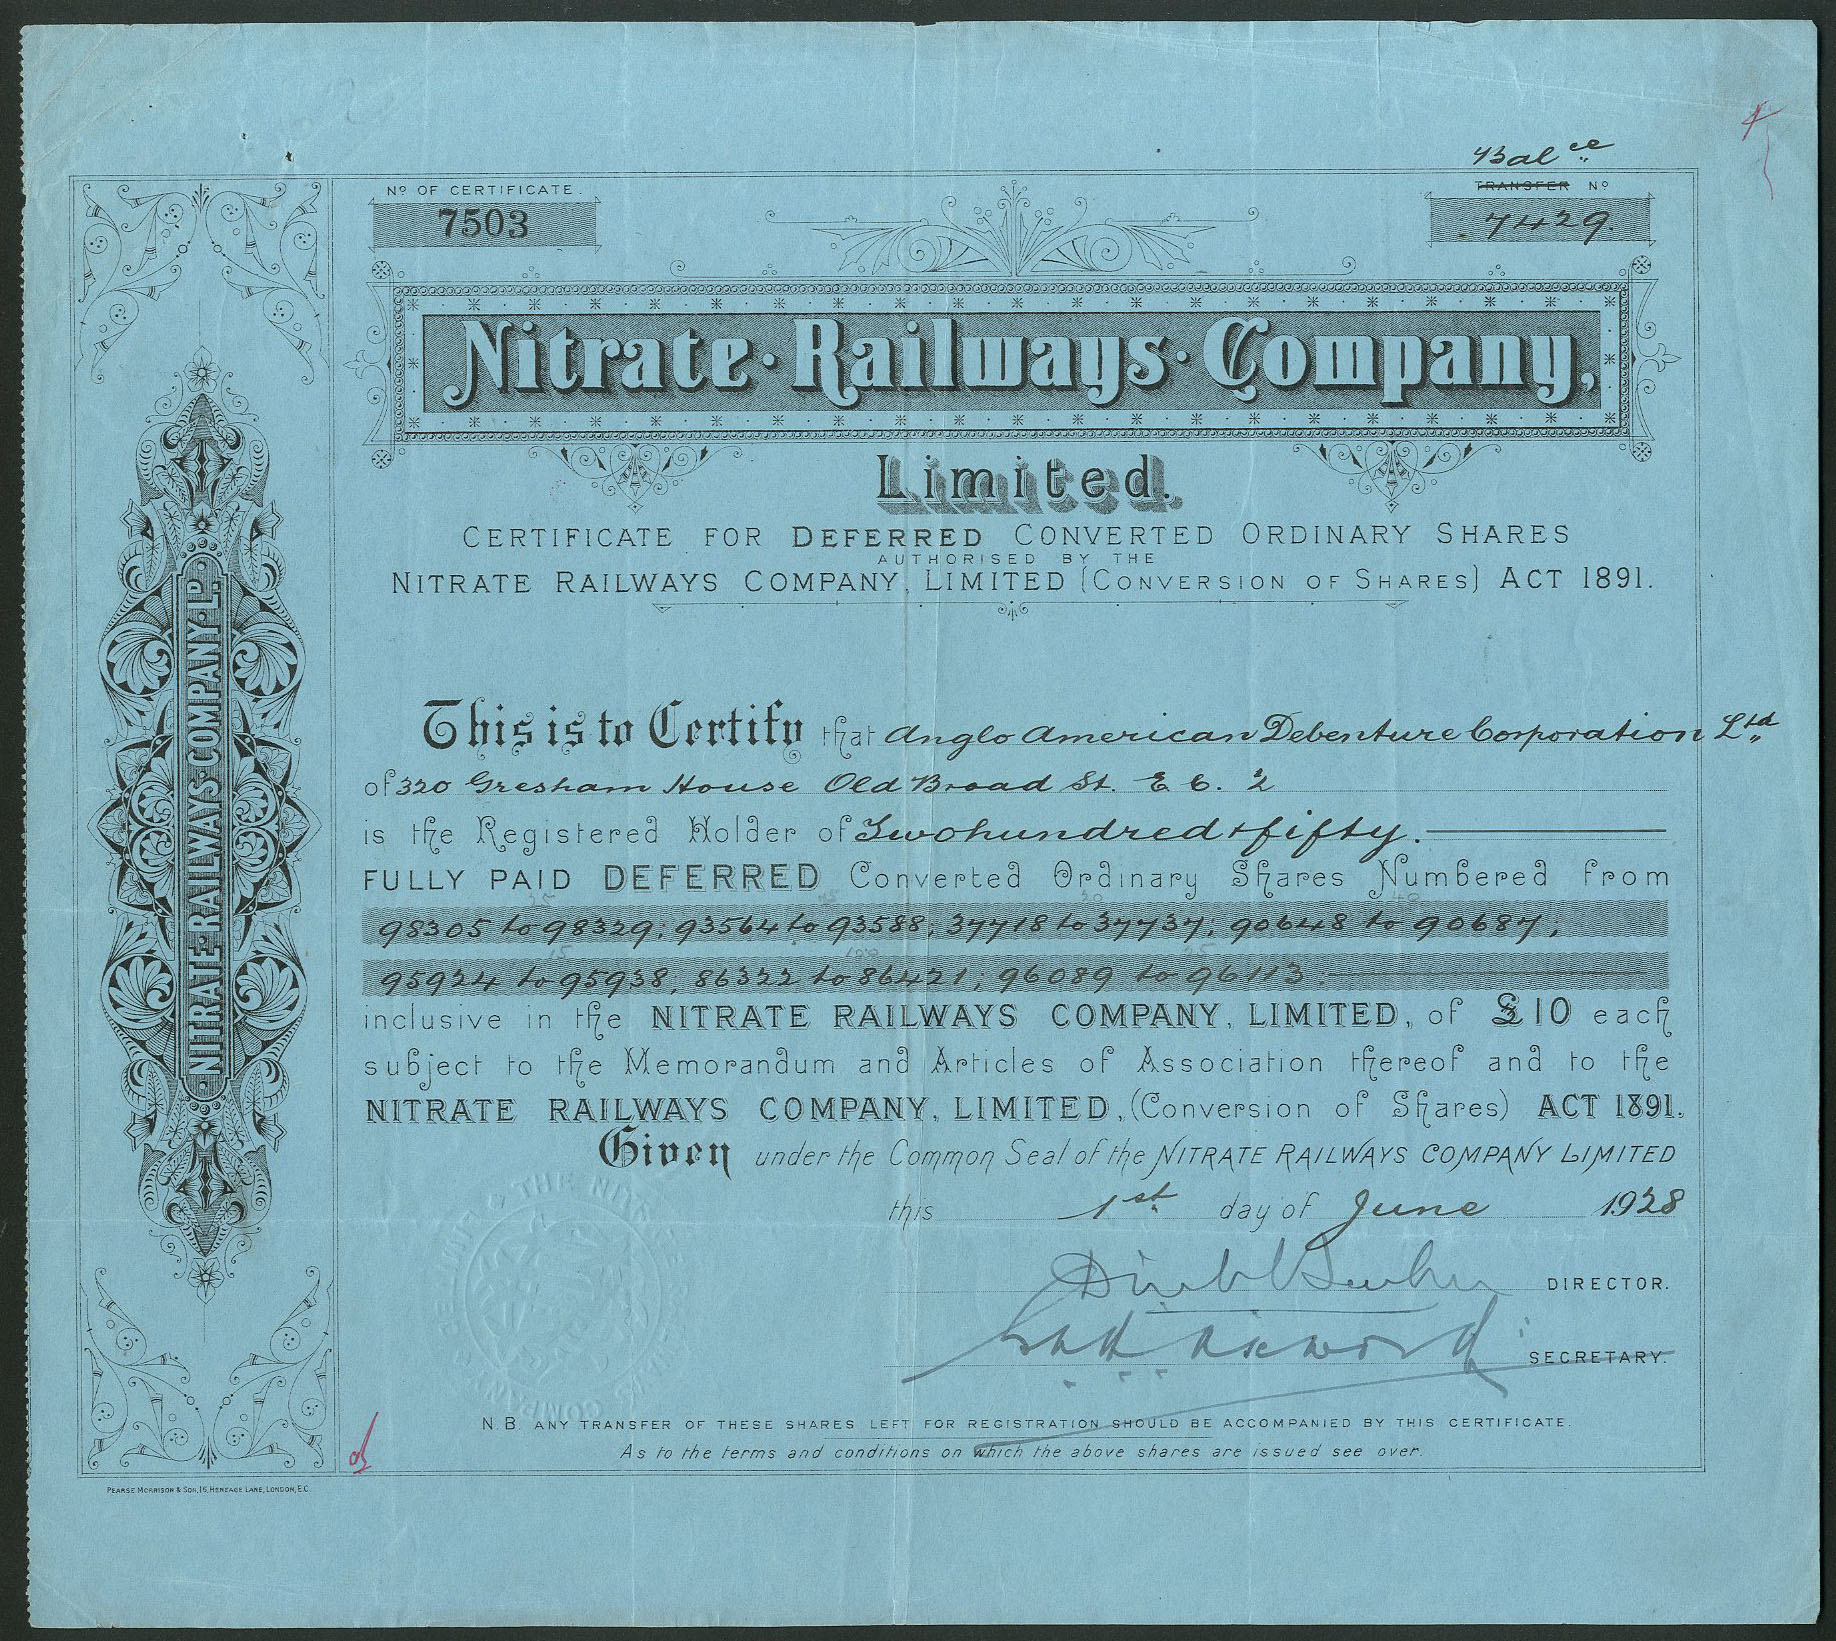 Balce
Nº OF CERTIFICATE.
TRANSFER Nº
7503
7429.
Nitrate · Railways · Company,
Limited.
CERTIFICATE FOR DEFERRED CONVERTED ORDINARY SHARES
AUTHORISED BY THE
NITRATE RAILWAYS COMPANY, LIMITED (CONVERSION OF SHARES) ACT 1891.
This is to Certify that Anglo American Debenture Corporation Ltd
of 320 Gresham House Old Broad St. E C. 2
is the Registered Holder of Two hundred & fifty.
FULLY PAID DEFERRED Converted Ordinary Shares Numbered from
98305 to 98329; 93564 to 93588; 37718 to 37737; 90648 to 90687;
95924 to 95938; 86322 to 86421; 96089 to 96113.
inclusive in the NITRATE RAILWAYS COMPANY, LIMITED, of £10 each
subject to the Memorandum and Articles of Association thereof and to the
NITRATE RAILWAYS COMPANY, LIMITED, (Conversion of Shares) ACT 1891.
Given under the Common Seal of the NITRATE RAILWAYS COMPANY LIMITED
this 1st day of June 1928
DIRECTOR.
SECRETARY.
N.B. ANY TRANSFER OF THESE SHARES LEFT FOR REGISTRATION SHOULD BE ACCOMPANIED BY THIS CERTIFICATE.
As to the terms and conditions on which the above shares are issued see over.
NITRATE·RAILWAYS·COMPANY·LD.
PEARSE MORRISON & SON, 15, HENEAGE LANE, LONDON, E.C.